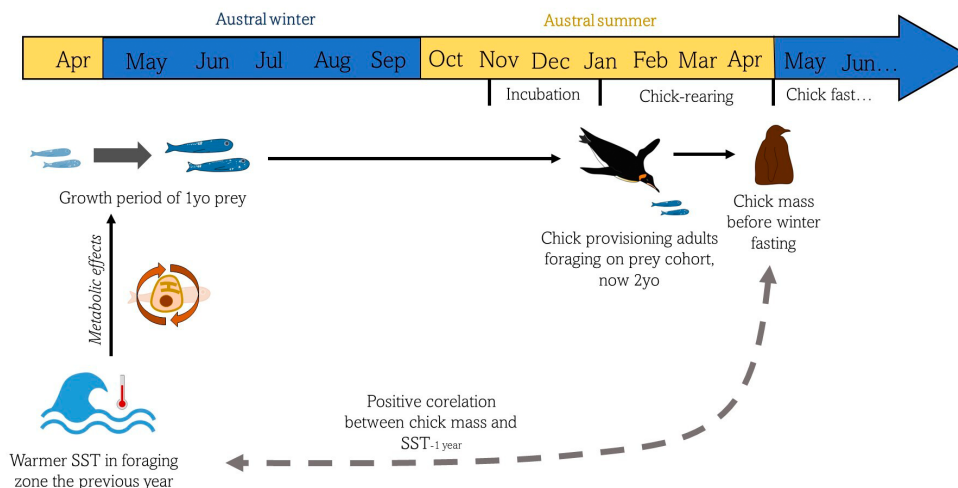 Austral winter
Austral summer
Apr May Jun Jul Aug Sep Oct Nov Dec Jan Feb Mar Apr May Jun...
Incubation
Chick-rearing
Chick fast...
Growth period of 1yo prey
Chick provisioning adults
foraging on prey cohort,
now 2yo
Chick mass
before winter
fasting
Metabolic effects
Positive corelation
between chick mass and
SST-1 year
Warmer SST in foraging
zone the previous year